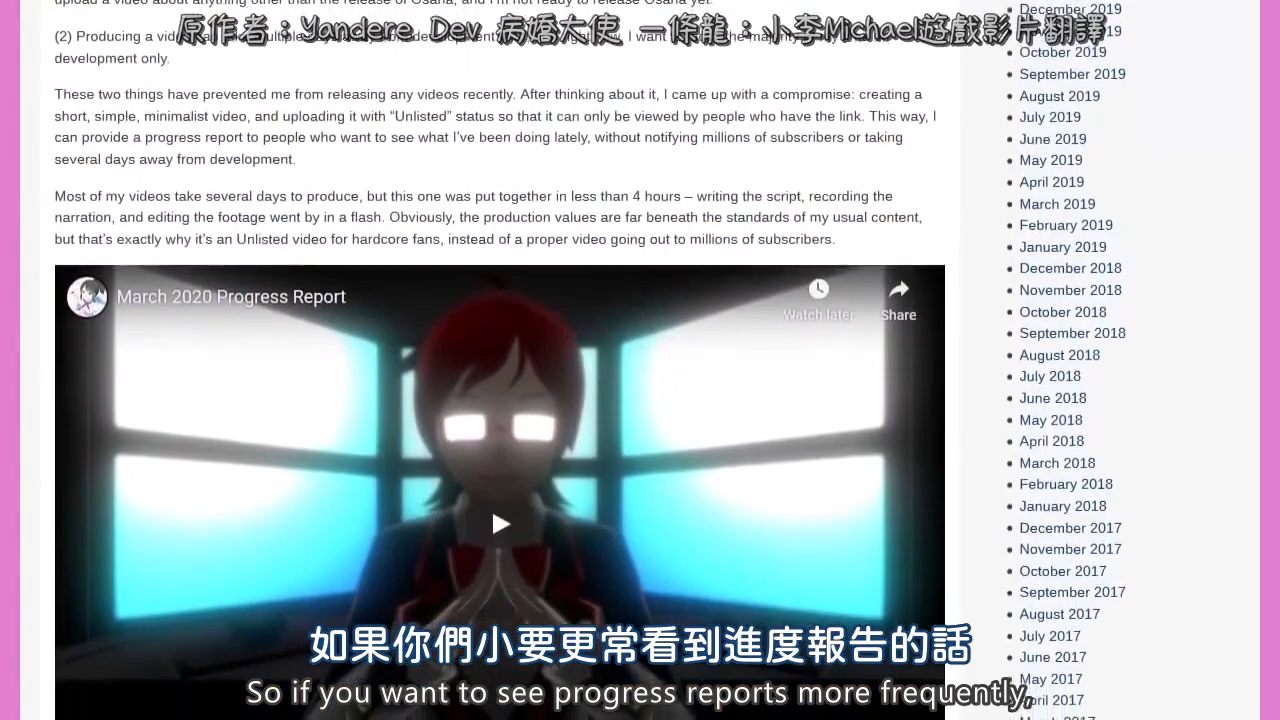 upload a video about anything other than the release of Osana, and I'm not ready to release Osana yet.
原作者：Yandere Dev 病嬌大使 一條龍：小李Michael遊戲影片翻譯
(2) Producing a video
These two things have prevented me from releasing any videos recently. After thinking about it, I came up with a compromise: creating a
short, simple, minimalist video, and uploading it with “Unlisted” status so that it can only be viewed by people who have the link. This way, I
can provide a progress report to people who want to see what I’ve been doing lately, without notifying millions of subscribers or taking
several days away from development.
development only.
Most of my videos take several days to produce, but this one was put together in less than 4 hours – writing the script, recording the
narration, and editing the footage went by in a flash. Obviously, the production values are far beneath the standards of my usual content,
but that’s exactly why it’s an Unlisted video for hardcore fans, instead of a proper video going out to millions of subscribers.
March 2020 Progress Report
Watch later
Share
如果你們小要更常看到進度報告的話
So if you want to see progress reports more frequently,
December 2019
October 2019
September 2019
August 2019
July 2019
June 2019
May 2019
April 2019
March 2019
February 2019
January 2019
December 2018
November 2018
October 2018
September 2018
August 2018
July 2018
June 2018
May 2018
April 2018
March 2018
February 2018
January 2018
December 2017
November 2017
October 2017
September 2017
August 2017
July 2017
June 2017
May 2017
April 2017
March 2017